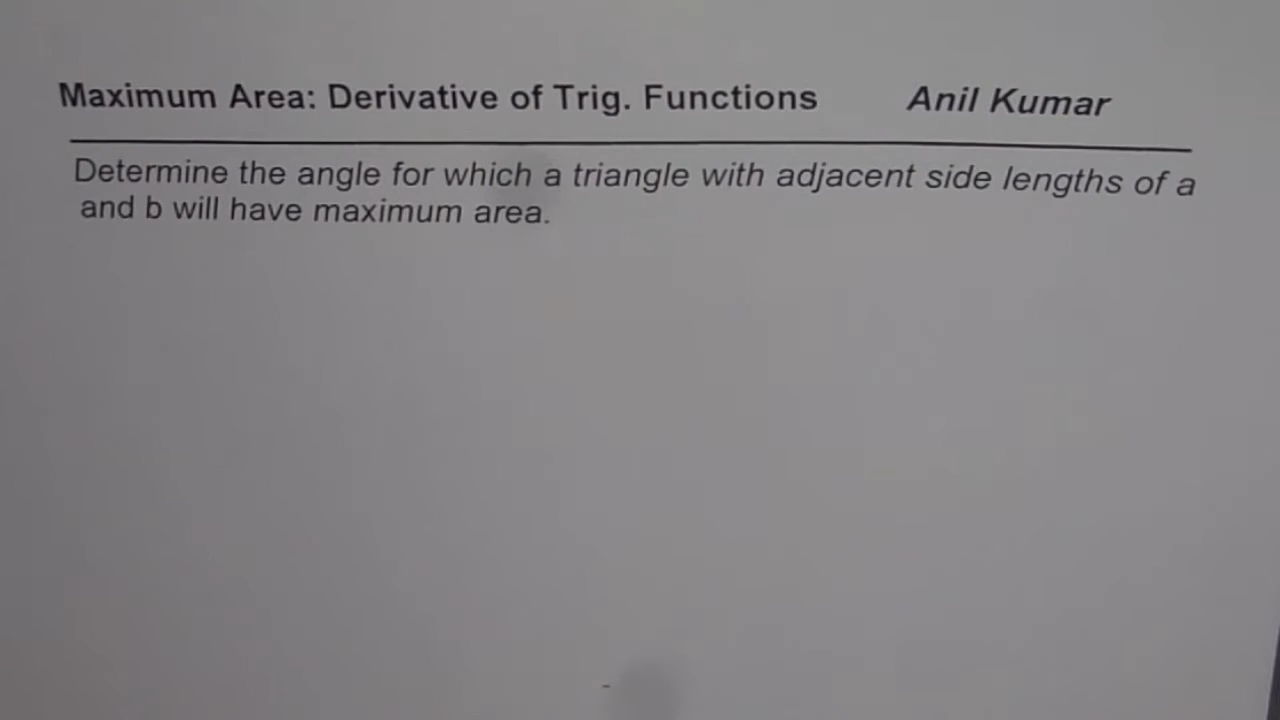 Maximum Area: Derivative of Trig. Functions Anil Kumar
Determine the angle for which a triangle with adjacent side lengths of a
and b will have maximum area.